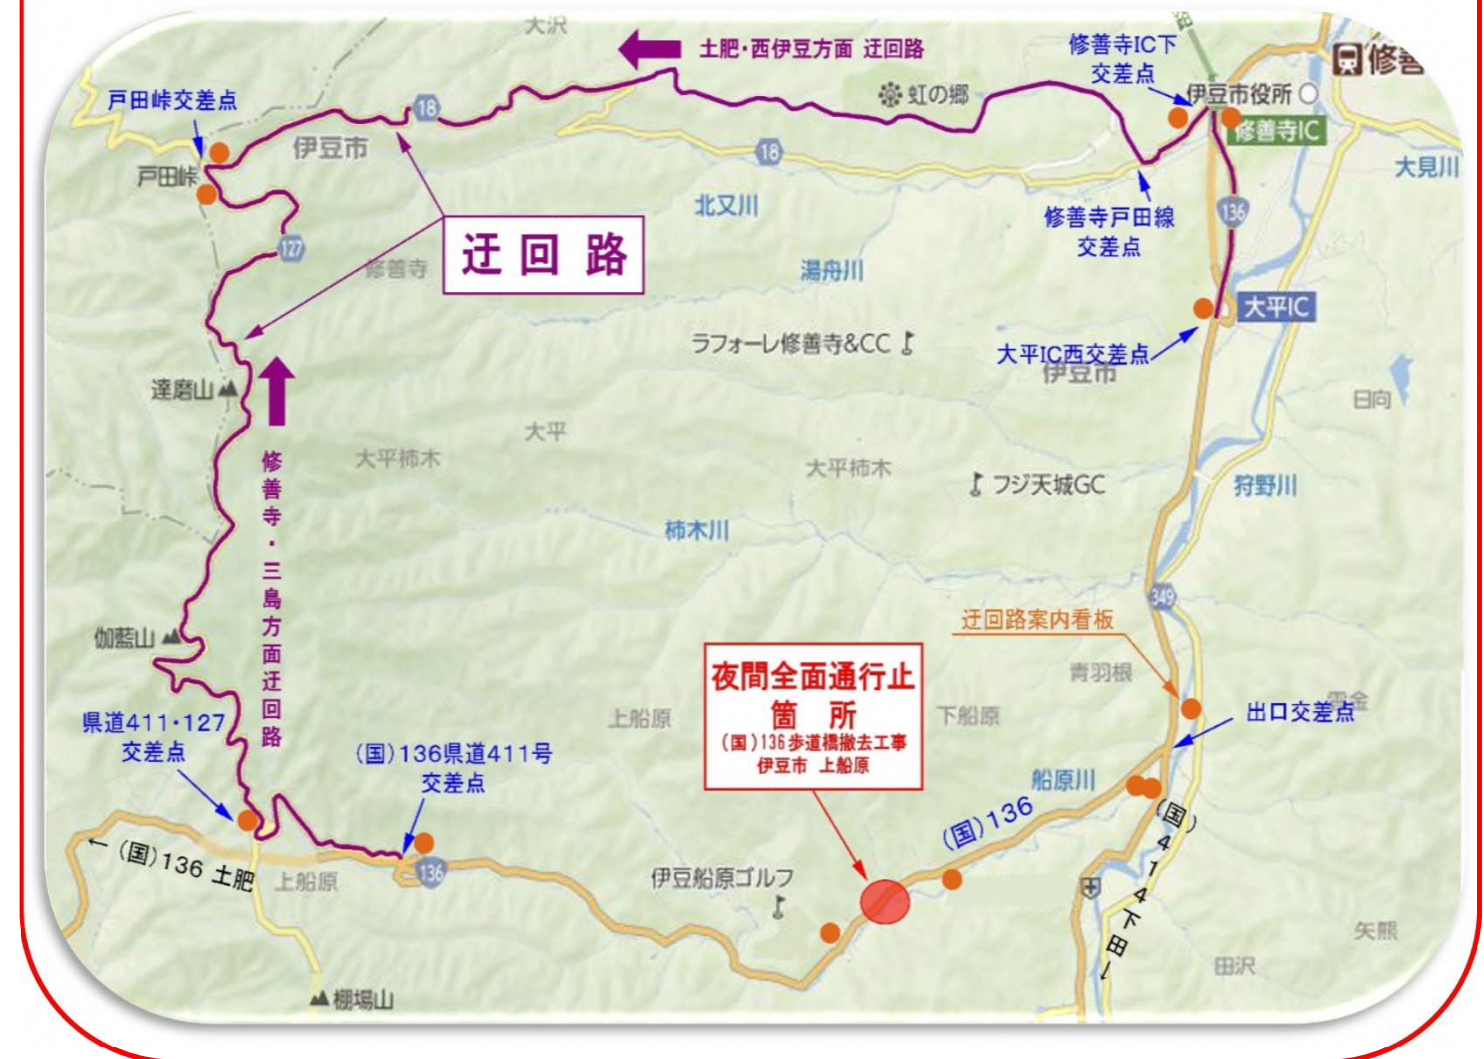 大沢
土肥・西伊豆方面 迂回路
修善寺IC下
交差点
修善
戸田峠交差点
18
虹の郷
伊豆市役所
修善寺IC
伊豆市
18
大見川
戸田峠
北又川
修善寺戸田線
交差点
136
127
迂回路
修善寺
湯舟川
大平IC
ラフォーレ修善寺&CC
大平IC西交差点
伊豆市
達磨山
日向
大平
修善寺・三島方面迂回路
大平柿木
大平柿木
フジ天城GC
狩野川
柿木川
349
伽藍山
迂回路案内看板
夜間全面通行止
箇 所
(国)136歩道橋撤去工事
伊豆市 上船原
青羽根
県道411・127
交差点
上船原
下船原
出口交差点
(国)136県道411号
交差点
船原川
(国)136
(国)414下田→
← (国)136 土肥
上船原
136
伊豆船原ゴルフ
矢熊
田沢
棚場山